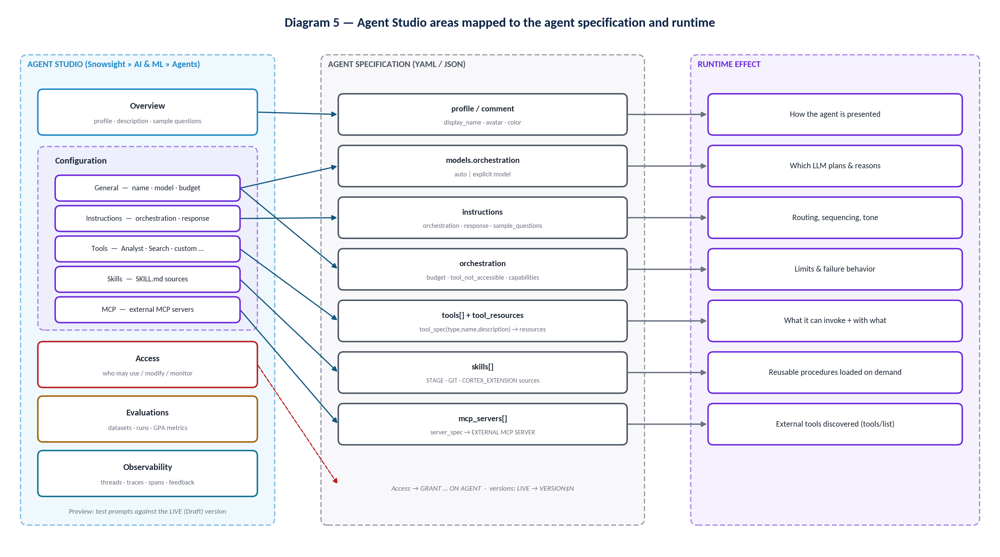 Diagram 5 — Agent Studio areas mapped to the agent specification and runtime
AGENT STUDIO (Snowsight » AI & ML » Agents)
Overview
profile · description · sample questions
Configuration
General — name · model · budget
Instructions — orchestration · response
Tools — Analyst · Search · custom ...
Skills — SKILL.md sources
MCP — external MCP servers
Access
who may use / modify / monitor
Evaluations
datasets · runs · GPA metrics
Observability
threads · traces · spans · feedback
Preview: test prompts against the LIVE (Draft) version
AGENT SPECIFICATION (YAML / JSON)
profile / comment
display_name · avatar · color
models.orchestration
auto | explicit model
instructions
orchestration · response · sample_questions
orchestration
budget · tool_not_accessible · capabilities
tools[] + tool_resources
tool_spec(type,name,description) → resources
skills[]
STAGE · GIT · CORTEX_EXTENSION sources
mcp_servers[]
server_spec → EXTERNAL MCP SERVER
Access → GRANT ... ON AGENT · versions: LIVE → VERSION$N
RUNTIME EFFECT
How the agent is presented
Which LLM plans & reasons
Routing, sequencing, tone
Limits & failure behavior
What it can invoke + with what
Reusable procedures loaded on demand
External tools discovered (tools/list)